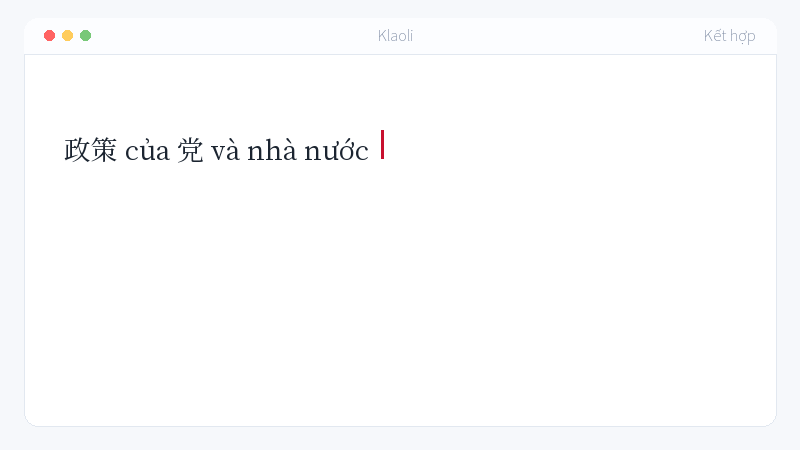 Klaoli
Kết hợp
政策 của 党 và nhà nước